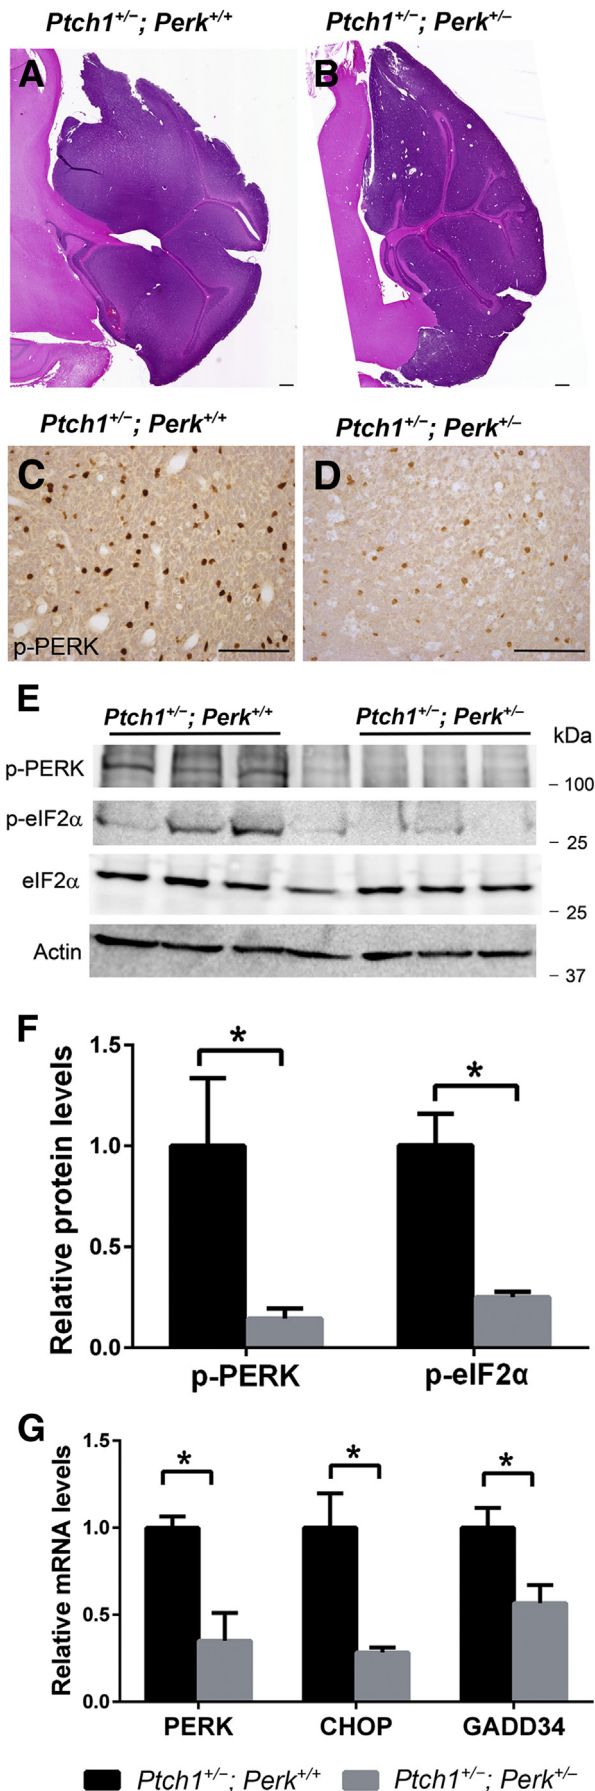 Ptch1+/−; Perk+/+ Ptch1+/−; Perk+/−
A B
Ptch1+/−; Perk+/+ Ptch1+/−; Perk+/−
C D
p-PERK
E
Ptch1+/−; Perk+/+ Ptch1+/−; Perk+/−
kDa
p-PERK
− 100
p-eIF2α
− 25
eIF2α
− 25
Actin
− 37
F
Relative protein levels
1.5
1.0
0.5
0.0
* *
p-PERK p-eIF2α
G
Relative mRNA levels
1.5
1.0
0.5
0.0
* * *
PERK CHOP GADD34
Ptch1+/−; Perk+/+ Ptch1+/−; Perk+/−